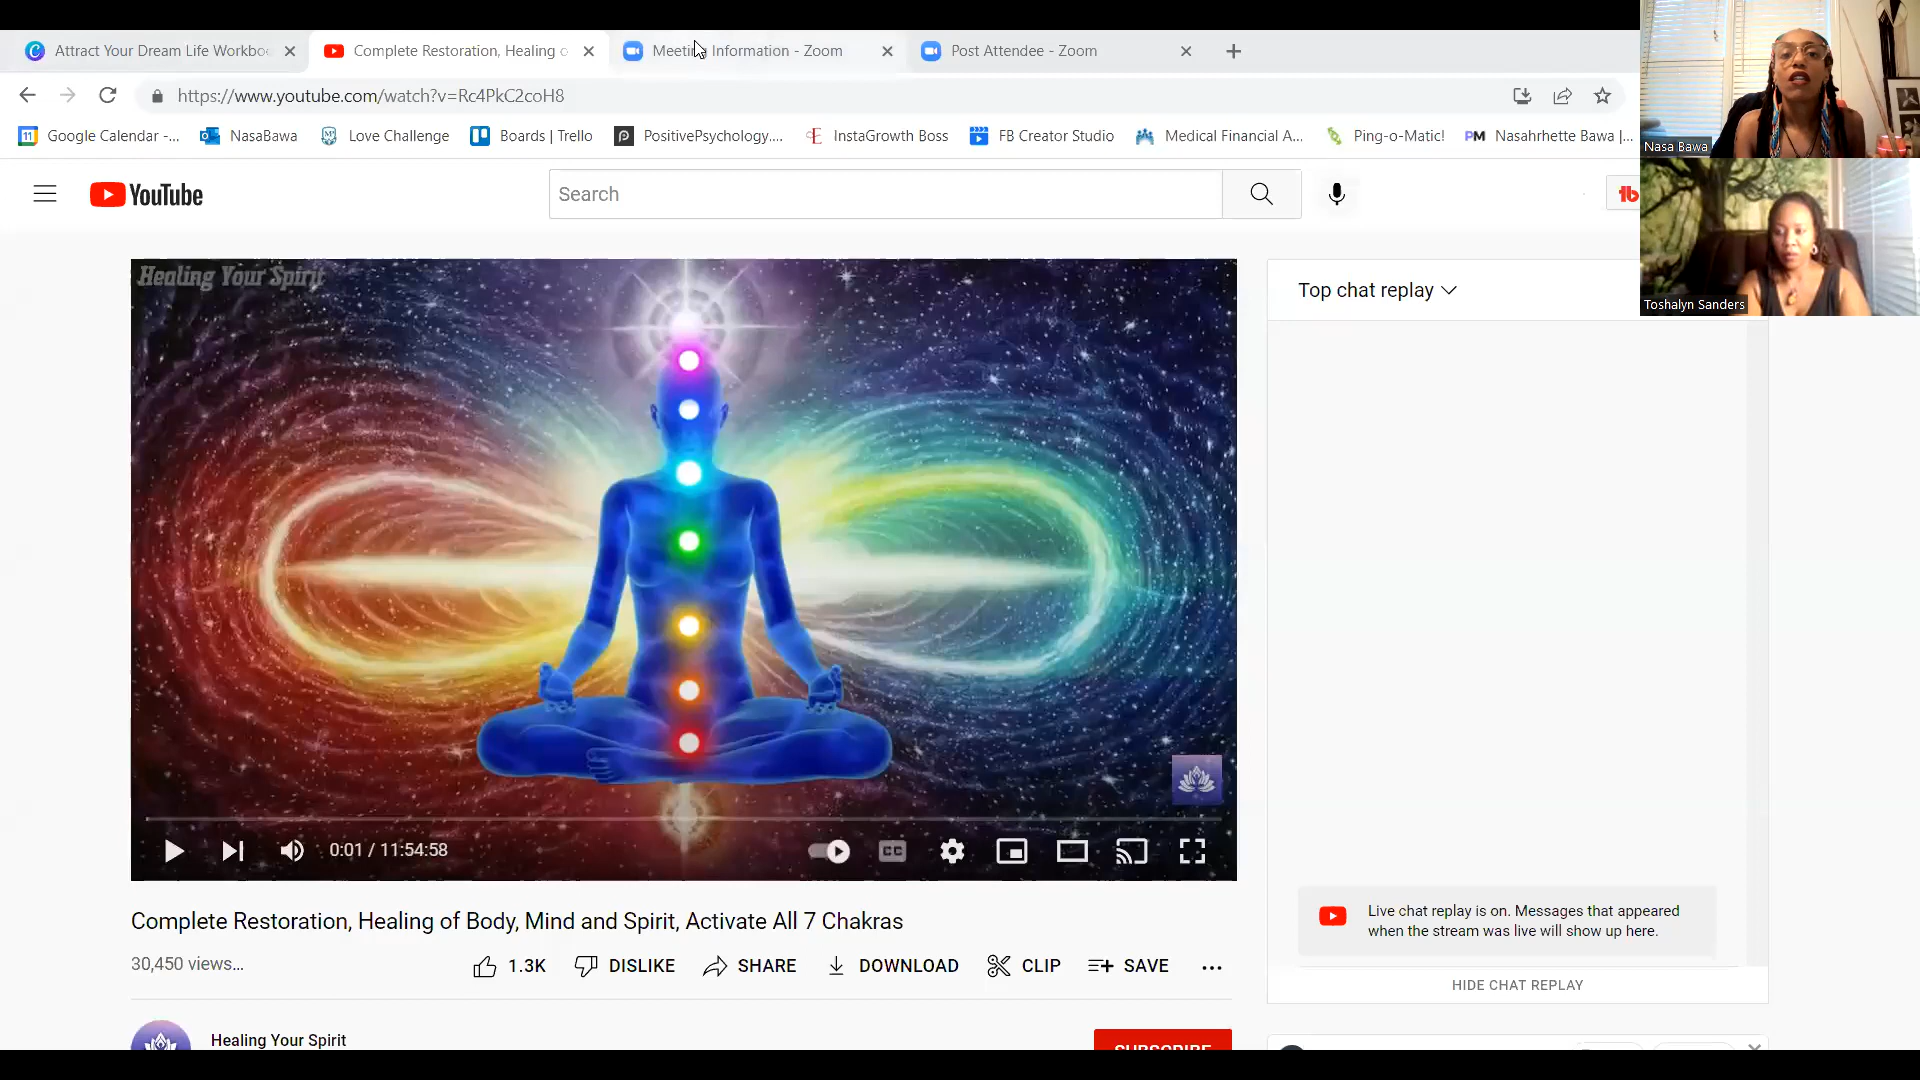 Attract Your Dream Life Workbo
Complete Restoration, Healing o
Meeting Information - Zoom
Post Attendee - Zoom
https://www.youtube.com/watch?v=Rc4PkC2coH8
11 Google Calendar -...
NasaBawa
Love Challenge
Boards | Trello
PositivePsychology....
InstaGrowth Boss
FB Creator Studio
Medical Financial A...
Ping-o-Matic!
PM Nasahrhette Bawa |...
Nasa Bawa
YouTube
Search
tb
Healing Your Spirit
Top chat replay
Toshalyn Sanders
0:01 / 11:54:58
CC
Live chat replay is on. Messages that appeared
when the stream was live will show up here.
HIDE CHAT REPLAY
Complete Restoration, Healing of Body, Mind and Spirit, Activate All 7 Chakras
30,450 views...
1.3K
DISLIKE
SHARE
DOWNLOAD
CLIP
SAVE
Healing Your Spirit
SUBSCRIBE